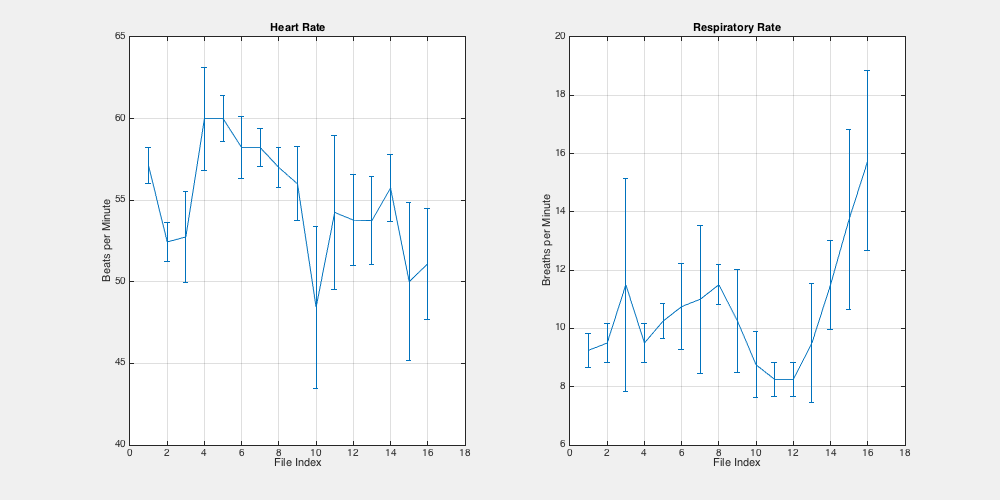 Heart Rate
65
60
55
50
45
40
0 2 4 6 8 10 12 14 16 18
Beats per Minute
File Index
Respiratory Rate
20
18
16
14
12
10
8
6
0 2 4 6 8 10 12 14 16 18
Breaths per Minute
File Index